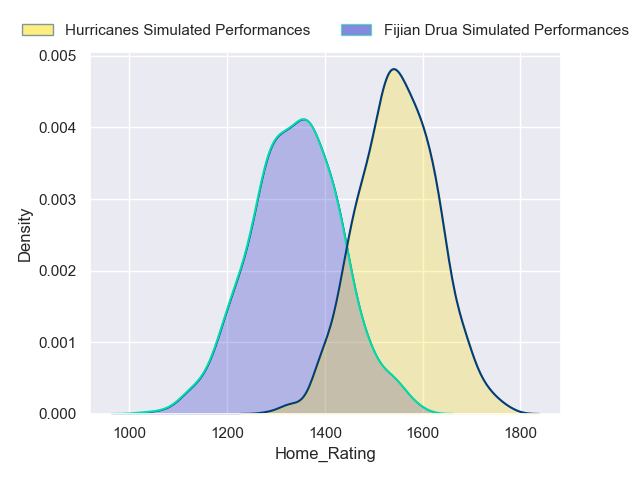 Hurricanes Simulated Performances Fijian Drua Simulated Performances
0.005
0.004
0.003
0.002
0.001
0.000
Density
1000 1200 1400 1600 1800
Home_Rating